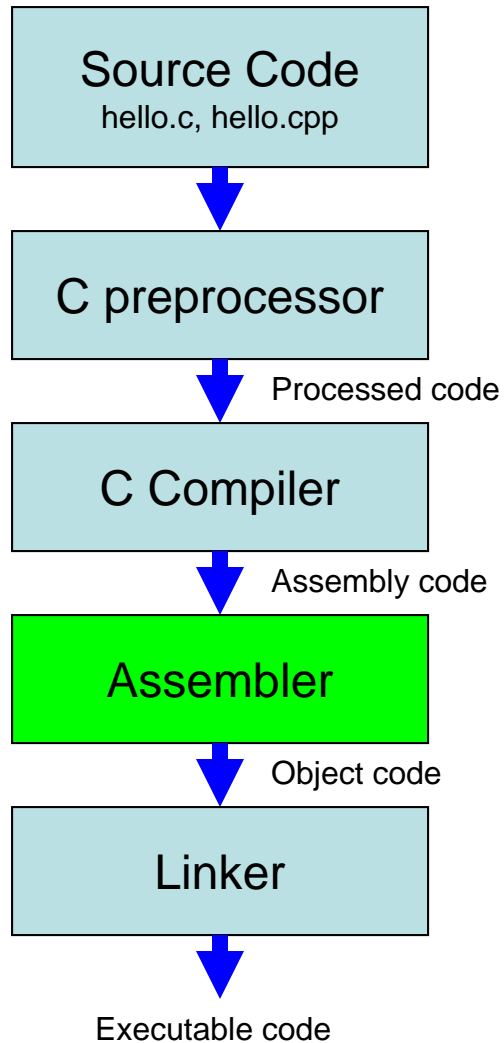 Source Code
hello.c, hello.cpp
C preprocessor
Processed code
C Compiler
Assembly code
Assembler
Object code
Linker
Executable code